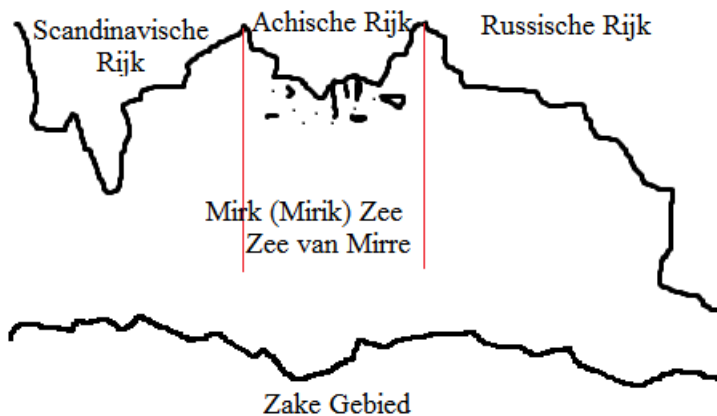 Scandinavische
Rijk
Achische Rijk
Russische Rijk
Mirk (Mirik) Zee
Zee van Mirre
Zake Gebied